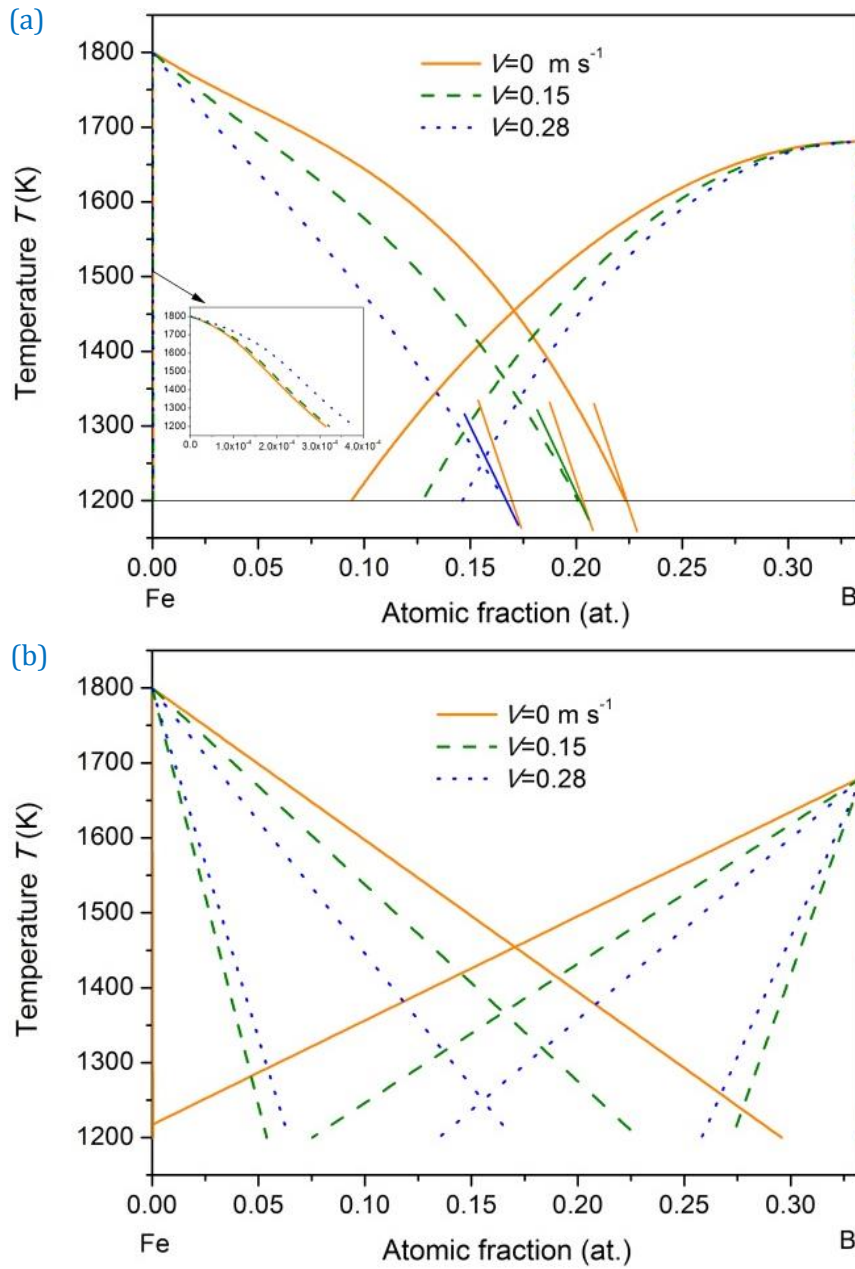 (a)
V=0 m s⁻¹
V=0.15
V=0.28
Temperature T (K)
1800
1700
1600
1500
1400
1300
1200
1800
1700
1600
1500
1400
1300
1200
0.0 1.0x10⁻⁴ 2.0x10⁻⁴ 3.0x10⁻⁴ 4.0x10⁻⁴
0.00 0.05 0.10 0.15 0.20 0.25 0.30
Fe Atomic fraction (at.) B
(b)
V=0 m s⁻¹
V=0.15
V=0.28
Temperature T (K)
1800
1700
1600
1500
1400
1300
1200
0.00 0.05 0.10 0.15 0.20 0.25 0.30
Fe Atomic fraction (at.) B